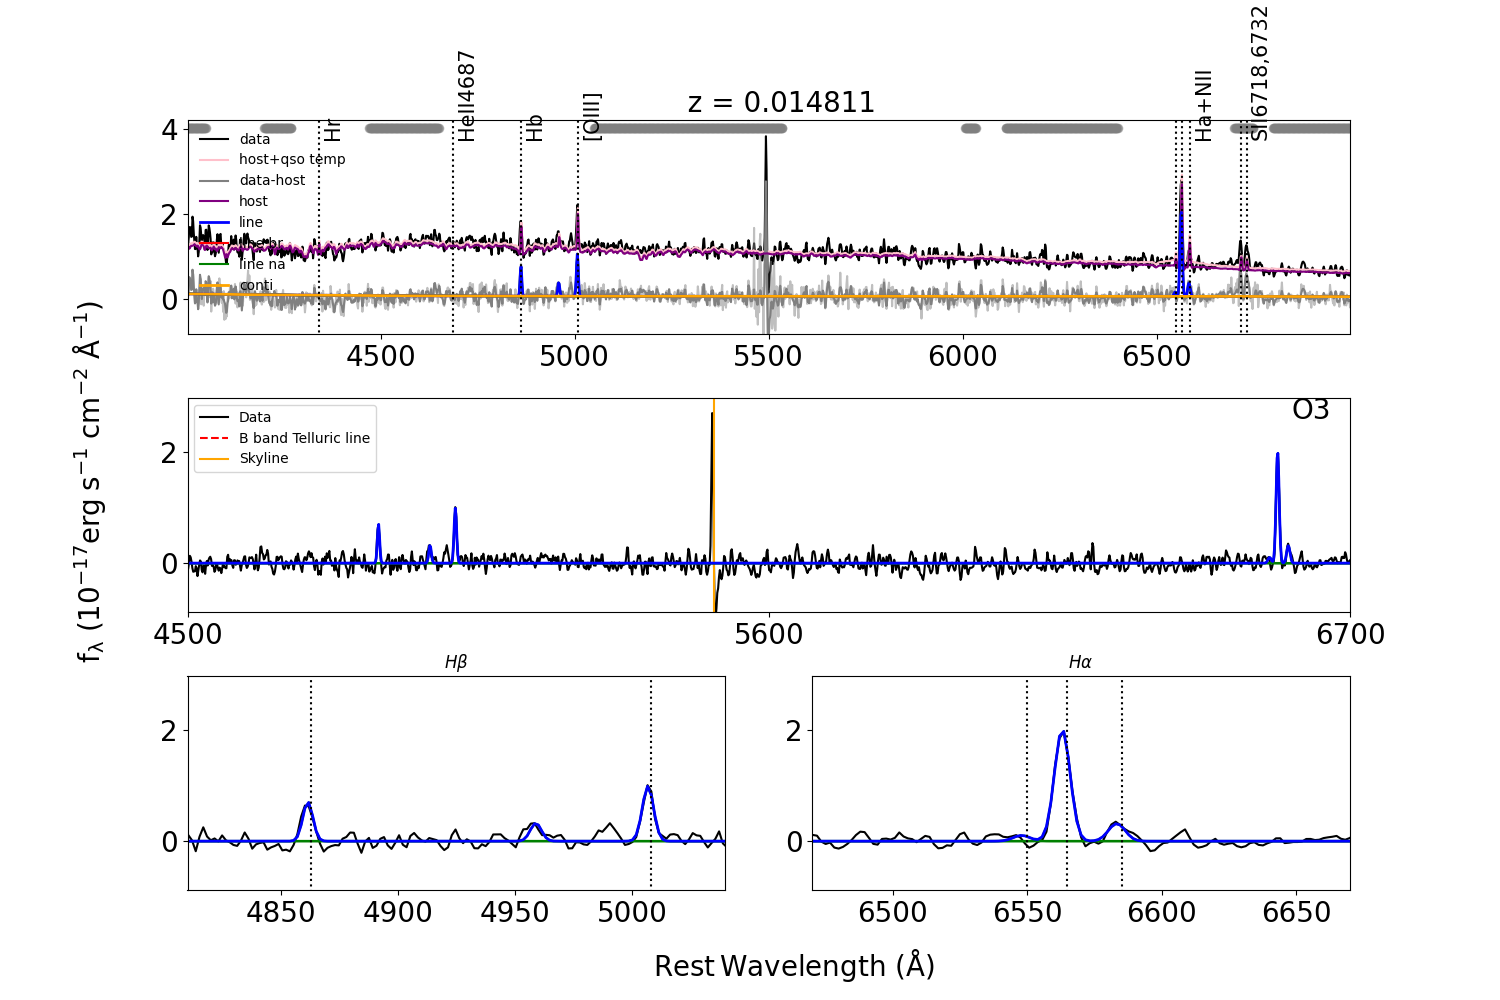 Hr
HeII4687
Hb
[OIII]
Ha+NII
SII6718,6732
z = 0.014811
4
2
0
data
host+qso temp
data-host
host
line
line br
line na
conti
4500 5000 5500 6000 6500
O3
2
0
Data
B band Telluric line
Skyline
4500 5600 6700
fλ (10−17erg s−1 cm−2 Å−1)
Hβ
2
0
4850 4900 4950 5000
Hα
2
0
6500 6550 6600 6650
Rest Wavelength (Å)